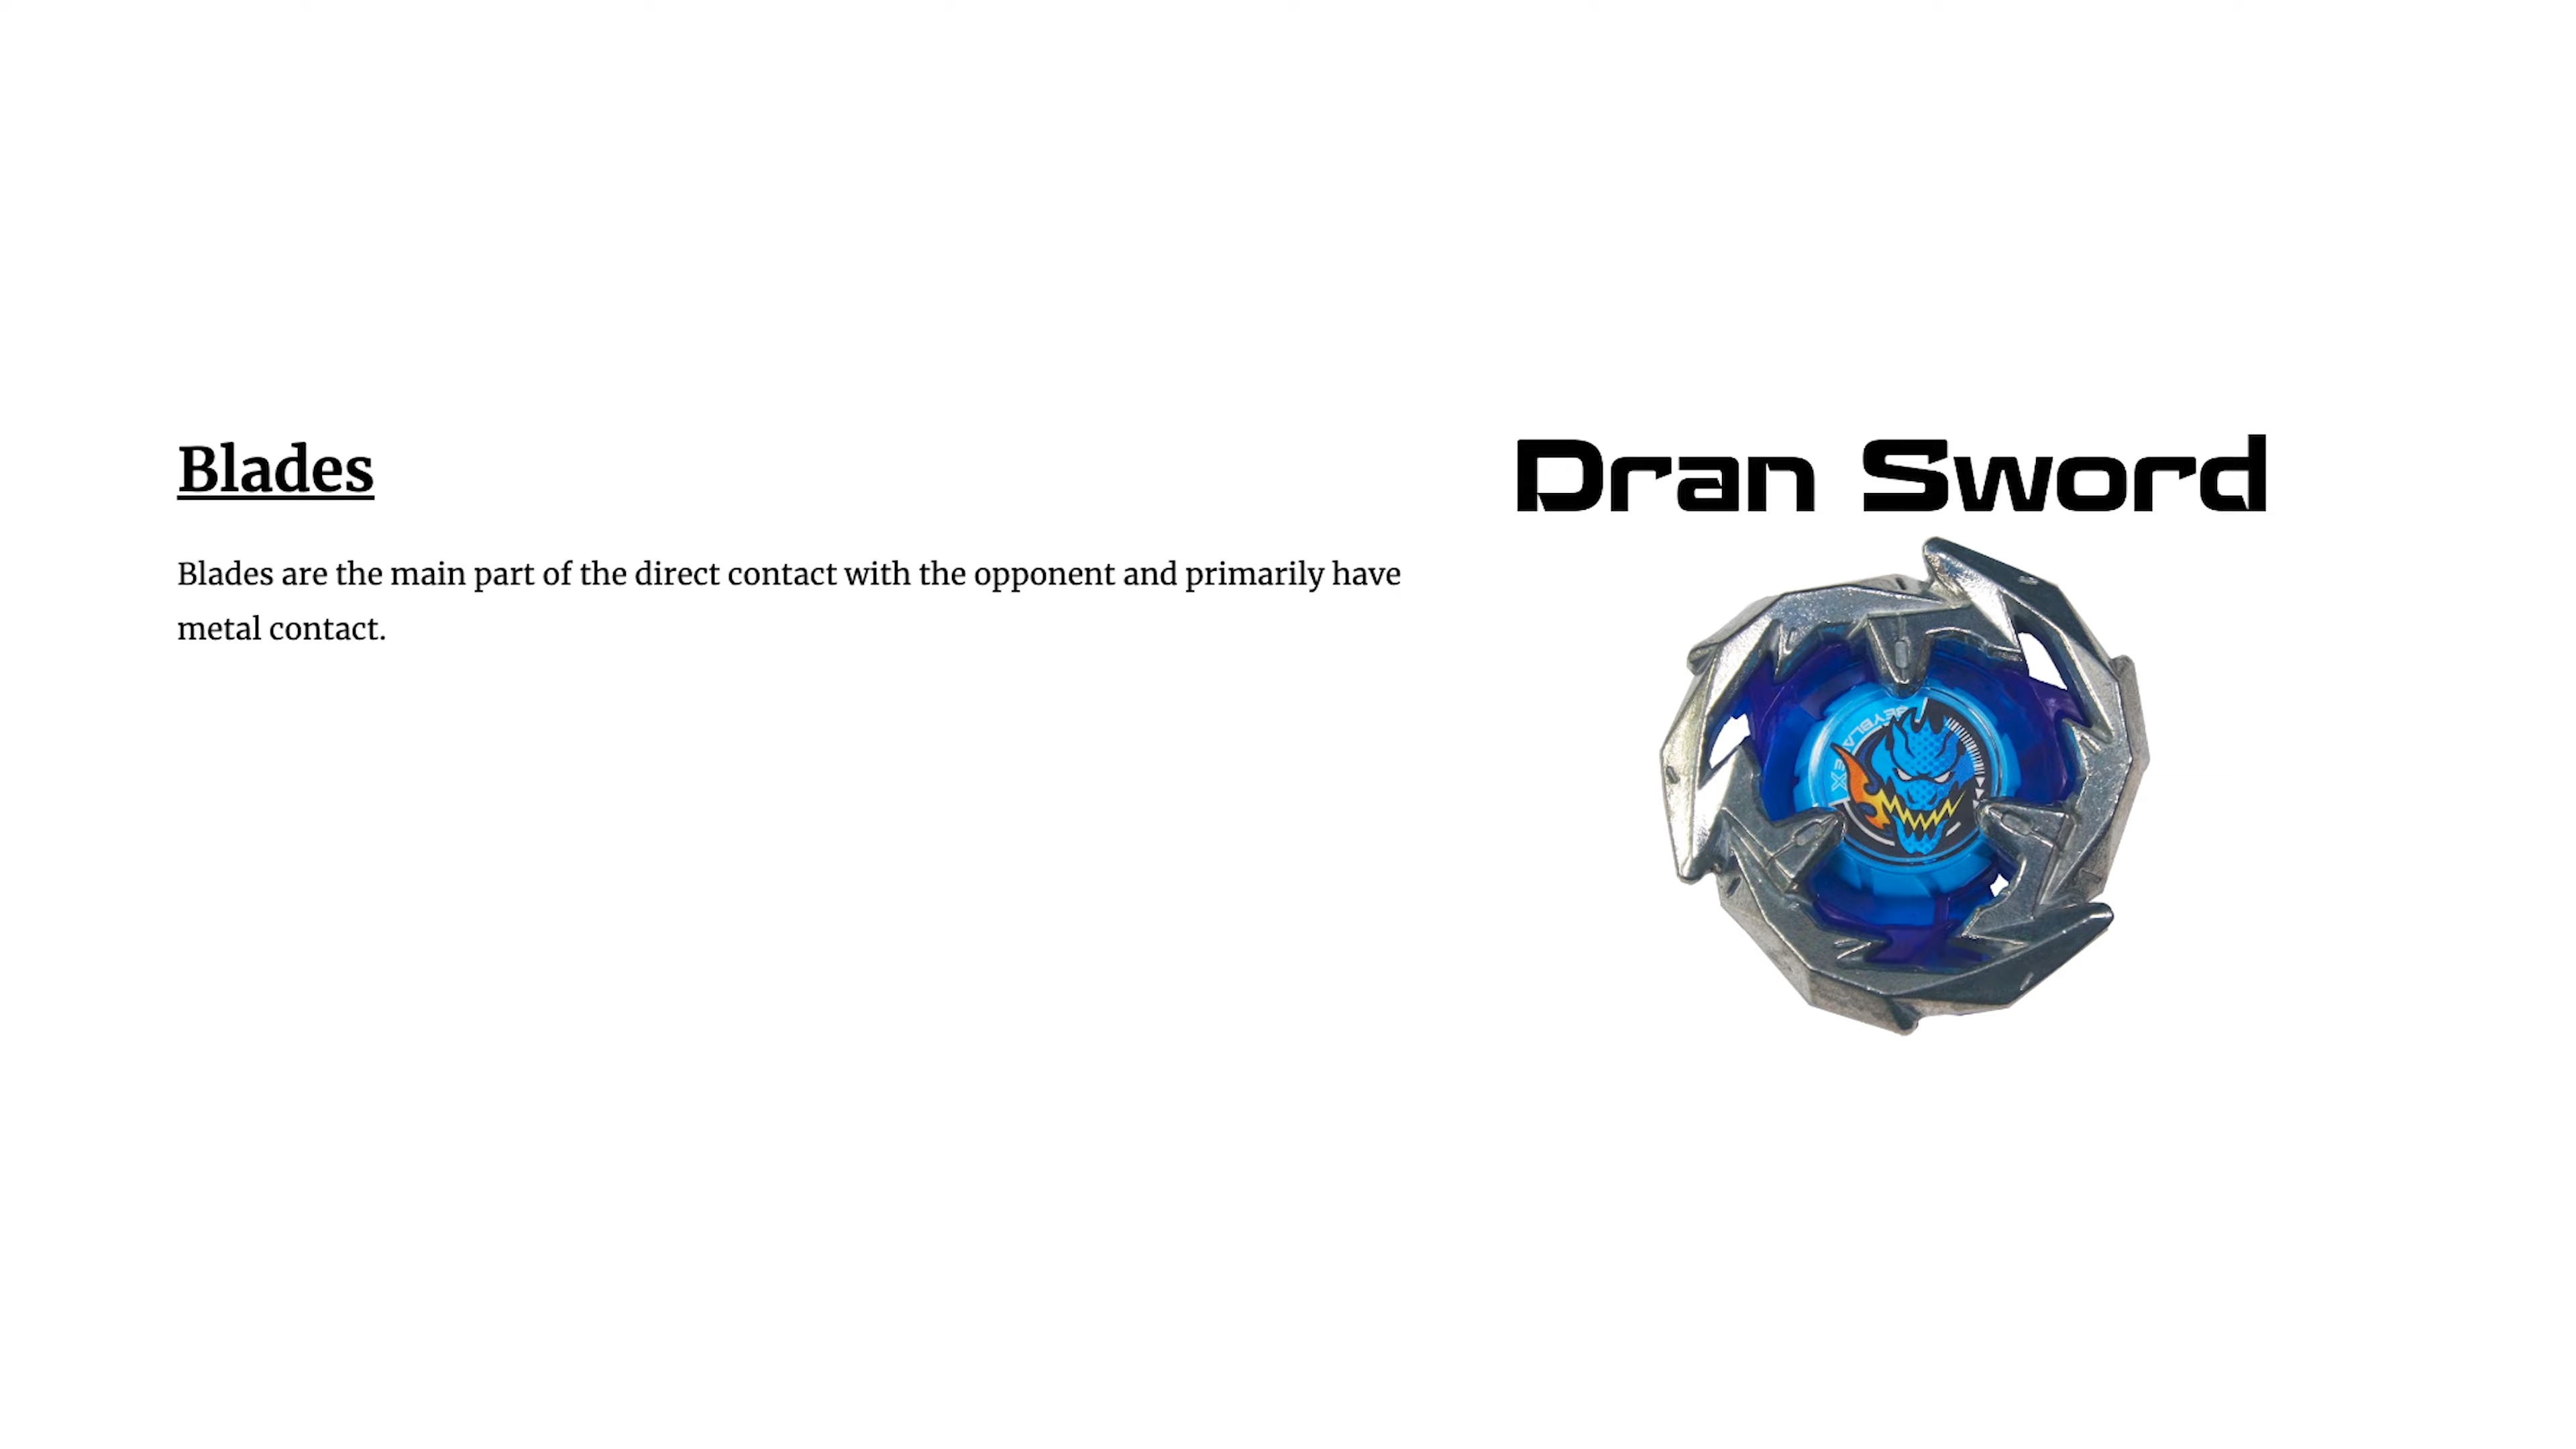 Blades
Blades are the main part of the direct contact with the opponent and primarily have
metal contact.
Dran Sword